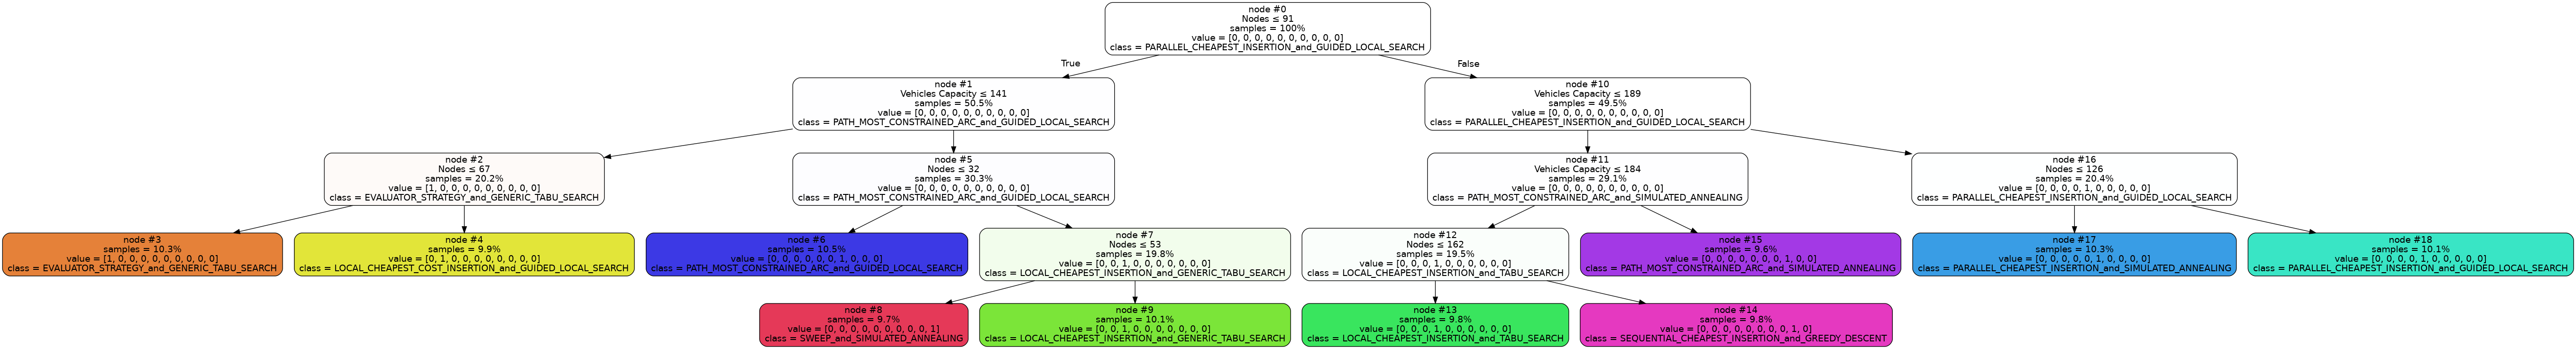 node #0
Nodes ≤ 91
samples = 100%
value = [0, 0, 0, 0, 0, 0, 0, 0, 0, 0]
class = PARALLEL_CHEAPEST_INSERTION_and_GUIDED_LOCAL_SEARCH
True
False
node #1
Vehicles Capacity ≤ 141
samples = 50.5%
value = [0, 0, 0, 0, 0, 0, 0, 0, 0, 0]
class = PATH_MOST_CONSTRAINED_ARC_and_GUIDED_LOCAL_SEARCH
node #10
Vehicles Capacity ≤ 189
samples = 49.5%
value = [0, 0, 0, 0, 0, 0, 0, 0, 0, 0]
class = PARALLEL_CHEAPEST_INSERTION_and_GUIDED_LOCAL_SEARCH
node #2
Nodes ≤ 67
samples = 20.2%
value = [1, 0, 0, 0, 0, 0, 0, 0, 0, 0]
class = EVALUATOR_STRATEGY_and_GENERIC_TABU_SEARCH
node #5
Nodes ≤ 32
samples = 30.3%
value = [0, 0, 0, 0, 0, 0, 0, 0, 0, 0]
class = PATH_MOST_CONSTRAINED_ARC_and_GUIDED_LOCAL_SEARCH
node #11
Vehicles Capacity ≤ 184
samples = 29.1%
value = [0, 0, 0, 0, 0, 0, 0, 0, 0, 0]
class = PATH_MOST_CONSTRAINED_ARC_and_SIMULATED_ANNEALING
node #16
Nodes ≤ 126
samples = 20.4%
value = [0, 0, 0, 0, 1, 0, 0, 0, 0, 0]
class = PARALLEL_CHEAPEST_INSERTION_and_GUIDED_LOCAL_SEARCH
node #3
samples = 10.3%
value = [1, 0, 0, 0, 0, 0, 0, 0, 0, 0]
class = EVALUATOR_STRATEGY_and_GENERIC_TABU_SEARCH
node #4
samples = 9.9%
value = [0, 1, 0, 0, 0, 0, 0, 0, 0, 0]
class = LOCAL_CHEAPEST_COST_INSERTION_and_GUIDED_LOCAL_SEARCH
node #6
samples = 10.5%
value = [0, 0, 0, 0, 0, 0, 1, 0, 0, 0]
class = PATH_MOST_CONSTRAINED_ARC_and_GUIDED_LOCAL_SEARCH
node #7
Nodes ≤ 53
samples = 19.8%
value = [0, 0, 1, 0, 0, 0, 0, 0, 0, 0]
class = LOCAL_CHEAPEST_INSERTION_and_GENERIC_TABU_SEARCH
node #12
Nodes ≤ 162
samples = 19.5%
value = [0, 0, 0, 1, 0, 0, 0, 0, 0, 0]
class = LOCAL_CHEAPEST_INSERTION_and_TABU_SEARCH
node #15
samples = 9.6%
value = [0, 0, 0, 0, 0, 0, 0, 1, 0, 0]
class = PATH_MOST_CONSTRAINED_ARC_and_SIMULATED_ANNEALING
node #17
samples = 10.3%
value = [0, 0, 0, 0, 0, 1, 0, 0, 0, 0]
class = PARALLEL_CHEAPEST_INSERTION_and_SIMULATED_ANNEALING
node #18
samples = 10.1%
value = [0, 0, 0, 0, 1, 0, 0, 0, 0, 0]
class = PARALLEL_CHEAPEST_INSERTION_and_GUIDED_LOCAL_SEARCH
node #8
samples = 9.7%
value = [0, 0, 0, 0, 0, 0, 0, 0, 0, 1]
class = SWEEP_and_SIMULATED_ANNEALING
node #9
samples = 10.1%
value = [0, 0, 1, 0, 0, 0, 0, 0, 0, 0]
class = LOCAL_CHEAPEST_INSERTION_and_GENERIC_TABU_SEARCH
node #13
samples = 9.8%
value = [0, 0, 0, 1, 0, 0, 0, 0, 0, 0]
class = LOCAL_CHEAPEST_INSERTION_and_TABU_SEARCH
node #14
samples = 9.8%
value = [0, 0, 0, 0, 0, 0, 0, 0, 1, 0]
class = SEQUENTIAL_CHEAPEST_INSERTION_and_GREEDY_DESCENT